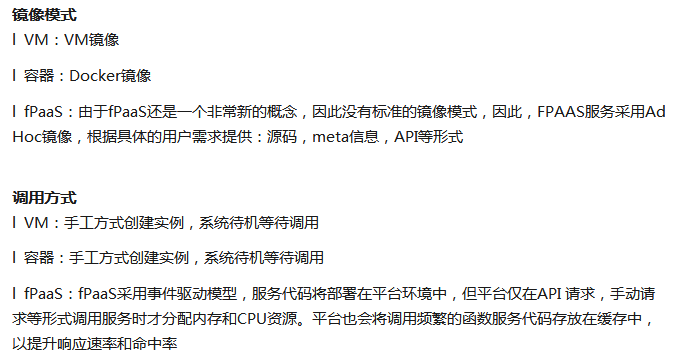 镜像模式
l VM：VM镜像
l 容器：Docker镜像
l fPaaS：由于fPaaS还是一个非常新的概念，因此没有标准的镜像模式，因此，FPAAS服务采用Ad
Hoc镜像，根据具体的用户需求提供：源码，meta信息，API等形式
调用方式
l VM：手工方式创建实例，系统待机等待调用
l 容器：手工方式创建实例，系统待机等待调用
l fPaaS：fPaaS采用事件驱动模型，服务代码将部署在平台环境中，但平台仅在API 请求，手动请
求等形式调用服务时才分配内存和CPU资源。平台也会将调用频繁的函数服务代码存放在缓存中，
以提升响应速率和命中率